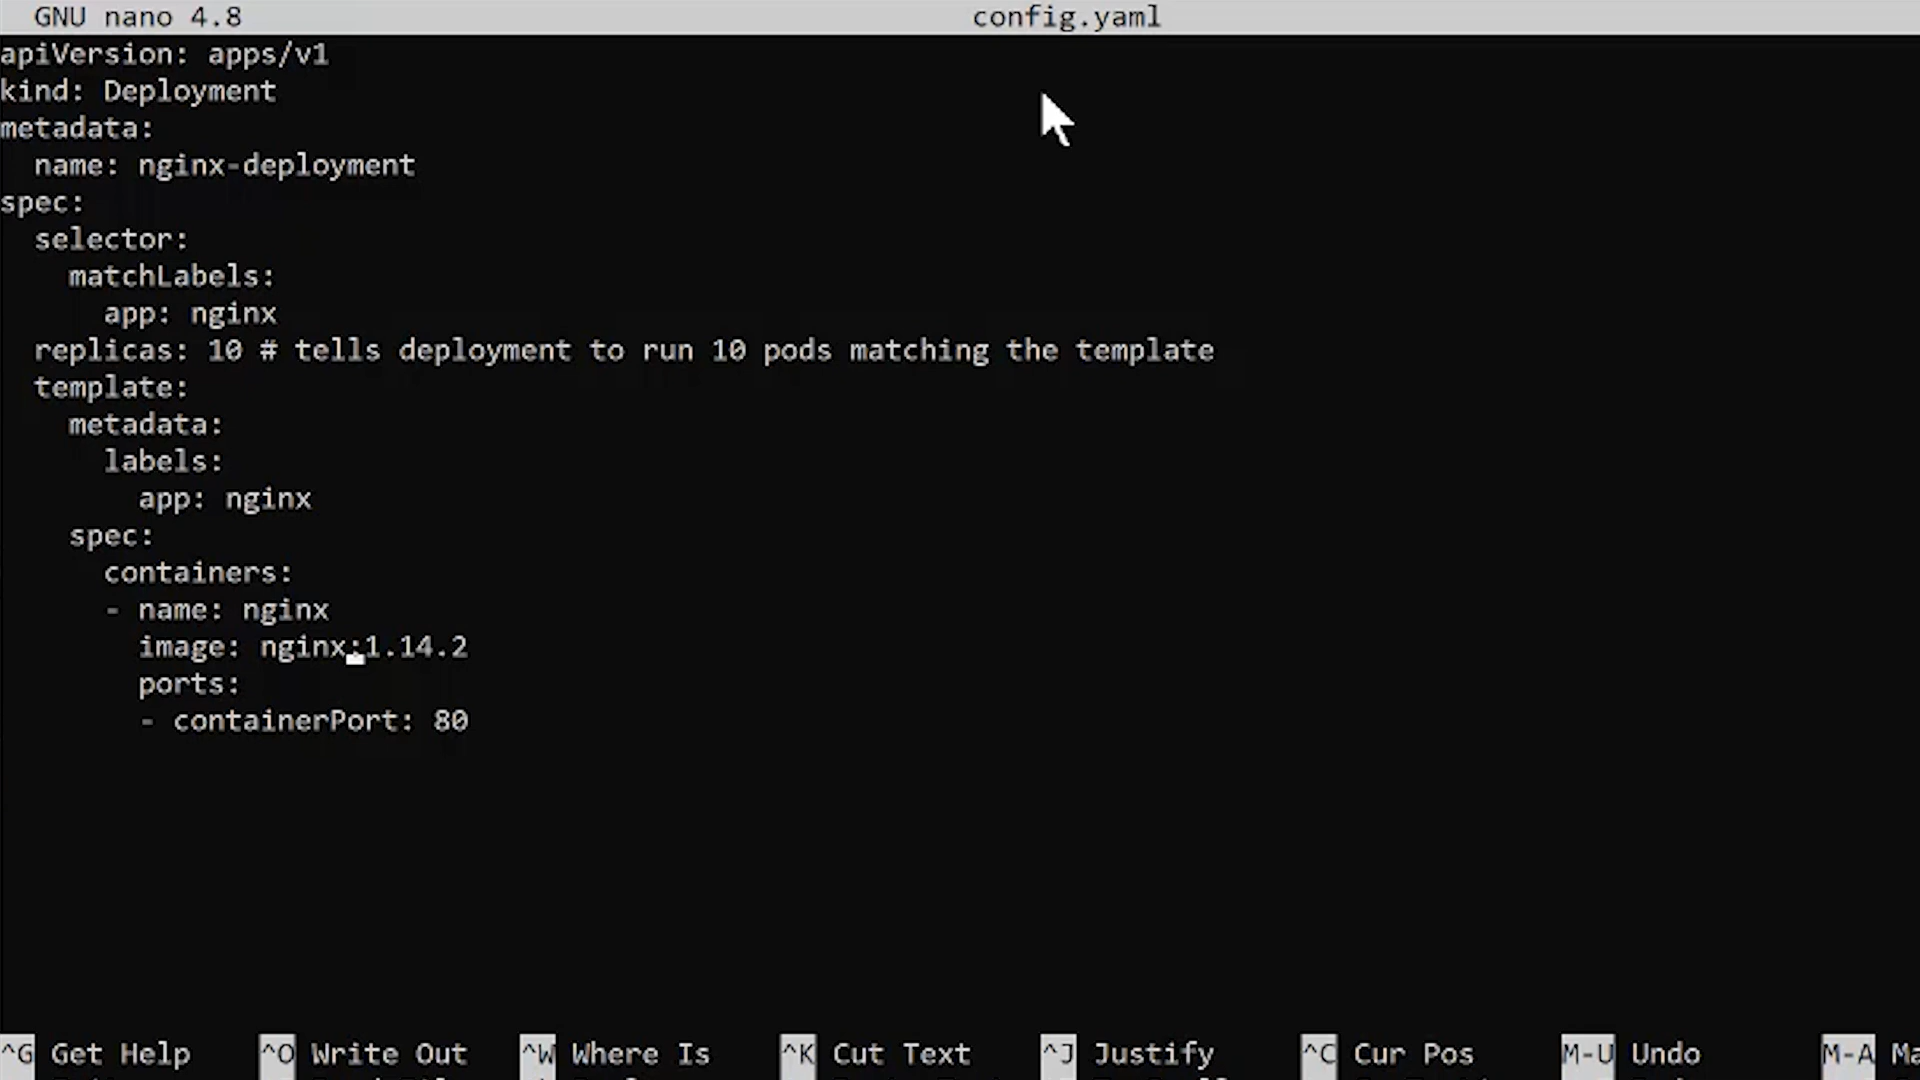 GNU nano 4.8 config.yaml
apiVersion: apps/v1
kind: Deployment
metadata:
  name: nginx-deployment
spec:
  selector:
    matchLabels:
      app: nginx
  replicas: 10 # tells deployment to run 10 pods matching the template
  template:
    metadata:
      labels:
        app: nginx
    spec:
      containers:
      - name: nginx
        image: nginx:1.14.2
        ports:
        - containerPort: 80
^G Get Help ^O Write Out ^W Where Is ^K Cut Text ^J Justify ^C Cur Pos M-U Undo M-A